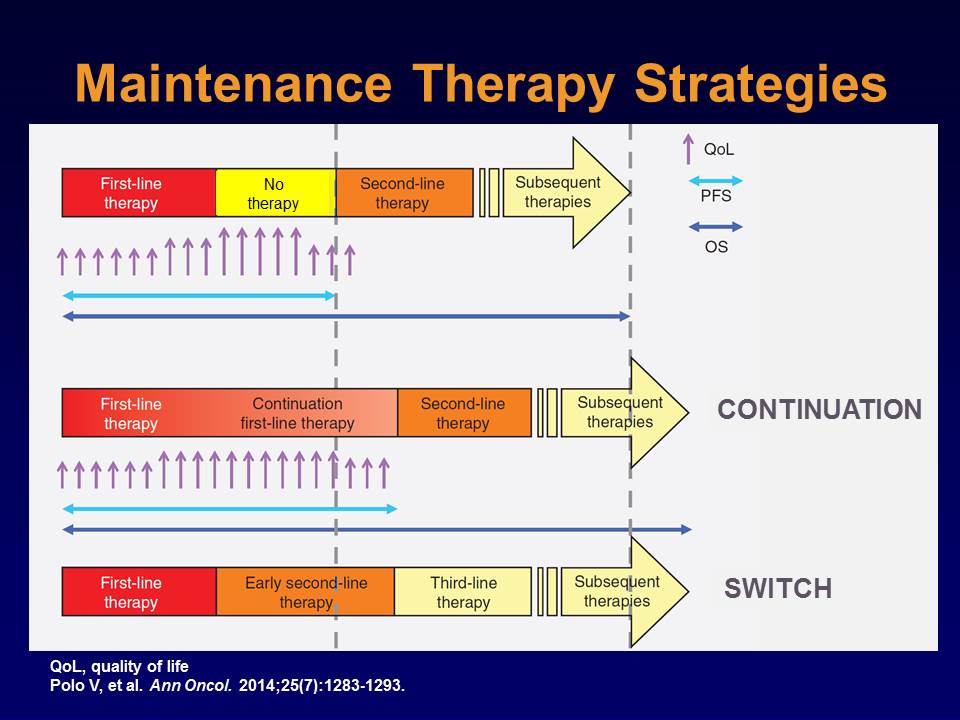 Maintenance Therapy Strategies
First-line
therapy
No
therapy
Second-line
therapy
Subsequent
therapies
QoL
PFS
OS
First-line
therapy
Continuation
first-line therapy
Second-line
therapy
Subsequent
therapies
CONTINUATION
First-line
therapy
Early second-line
therapy
Third-line
therapy
Subsequent
therapies
SWITCH
QoL, quality of life
Polo V, et al. Ann Oncol. 2014;25(7):1283-1293.